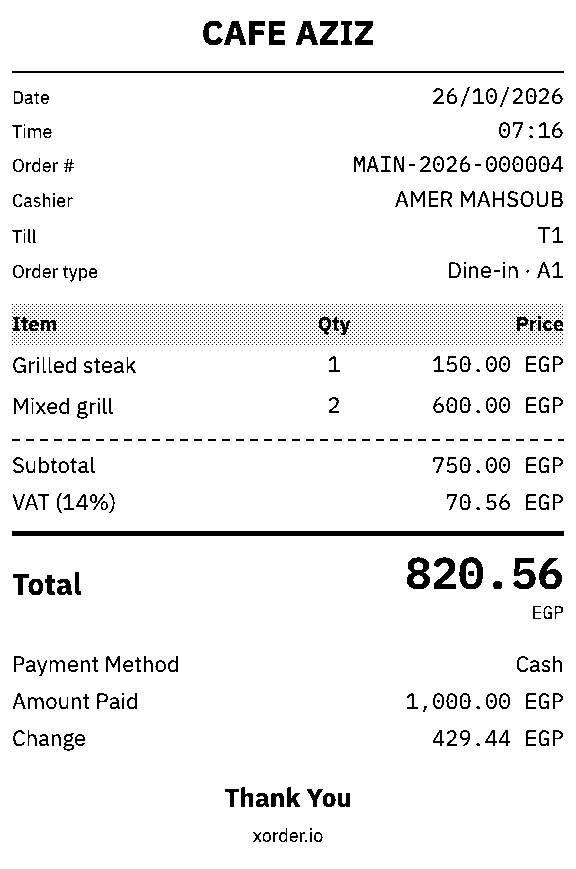 CAFE AZIZ
Date 26/10/2026
Time 07:16
Order # MAIN-2026-000004
Cashier AMER MAHSOUB
Till T1
Order type Dine-in · A1
Item Qty Price
Grilled steak 1 150.00 EGP
Mixed grill 2 600.00 EGP
Subtotal 750.00 EGP
VAT (14%) 70.56 EGP
Total 820.56
EGP
Payment Method Cash
Amount Paid 1,000.00 EGP
Change 429.44 EGP
Thank You
xorder.io